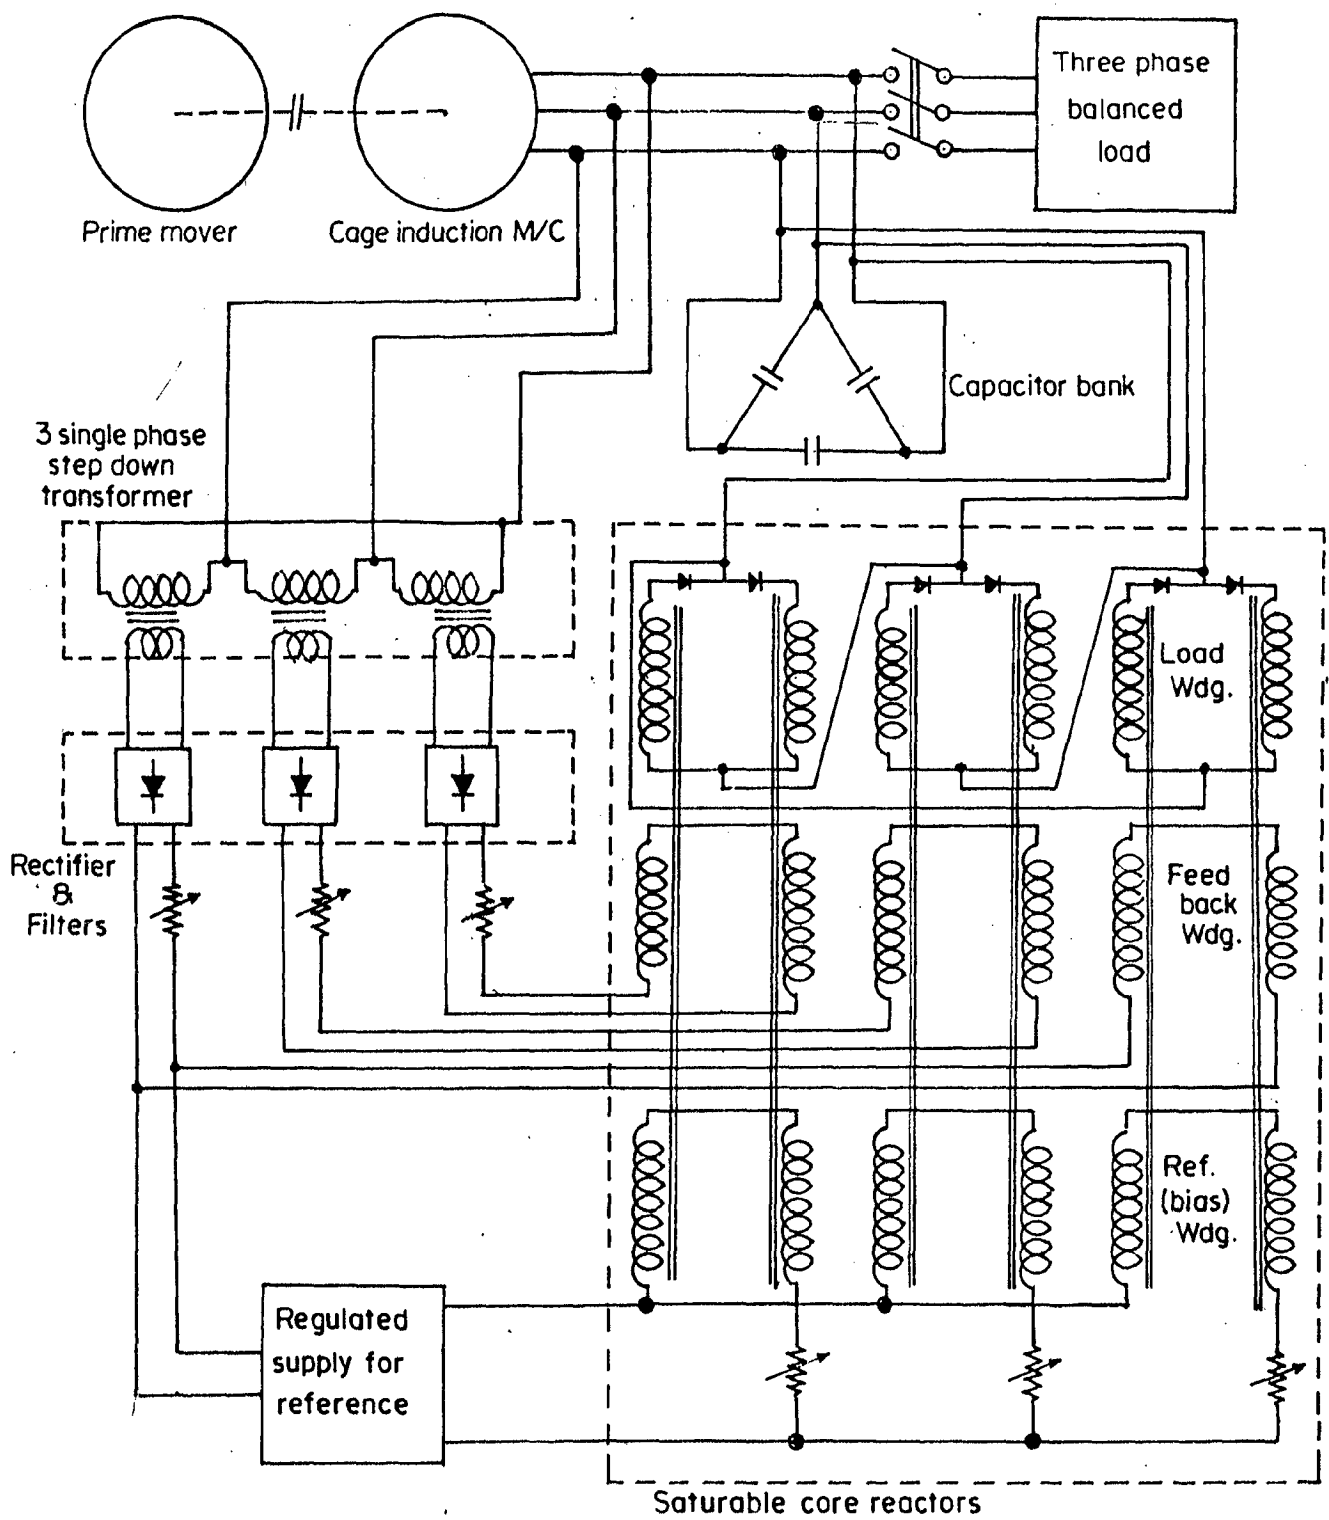 Three phase
balanced
load
Prime mover
Cage induction M/C
Capacitor bank
3 single phase
step down
transformer
Load
Wdg.
Rectifier
&
Filters
Feed
back
Wdg.
Ref.
(bias)
Wdg.
Regulated
supply for
reference
Saturable core reactors